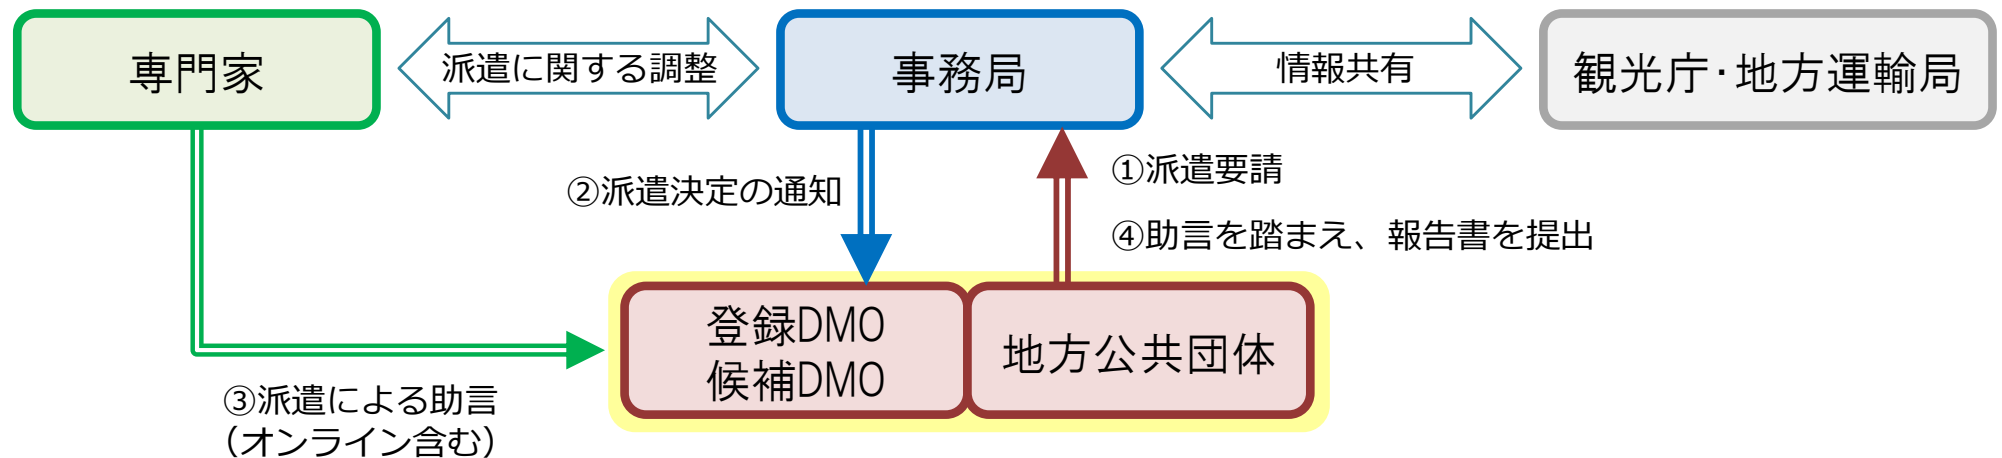 専門家
派遣に関する調整
事務局
情報共有
観光庁・地方運輸局
①派遣要請
②派遣決定の通知
④助言を踏まえ、報告書を提出
登録DMO
候補DMO
地方公共団体
③派遣による助言
（オンライン含む）